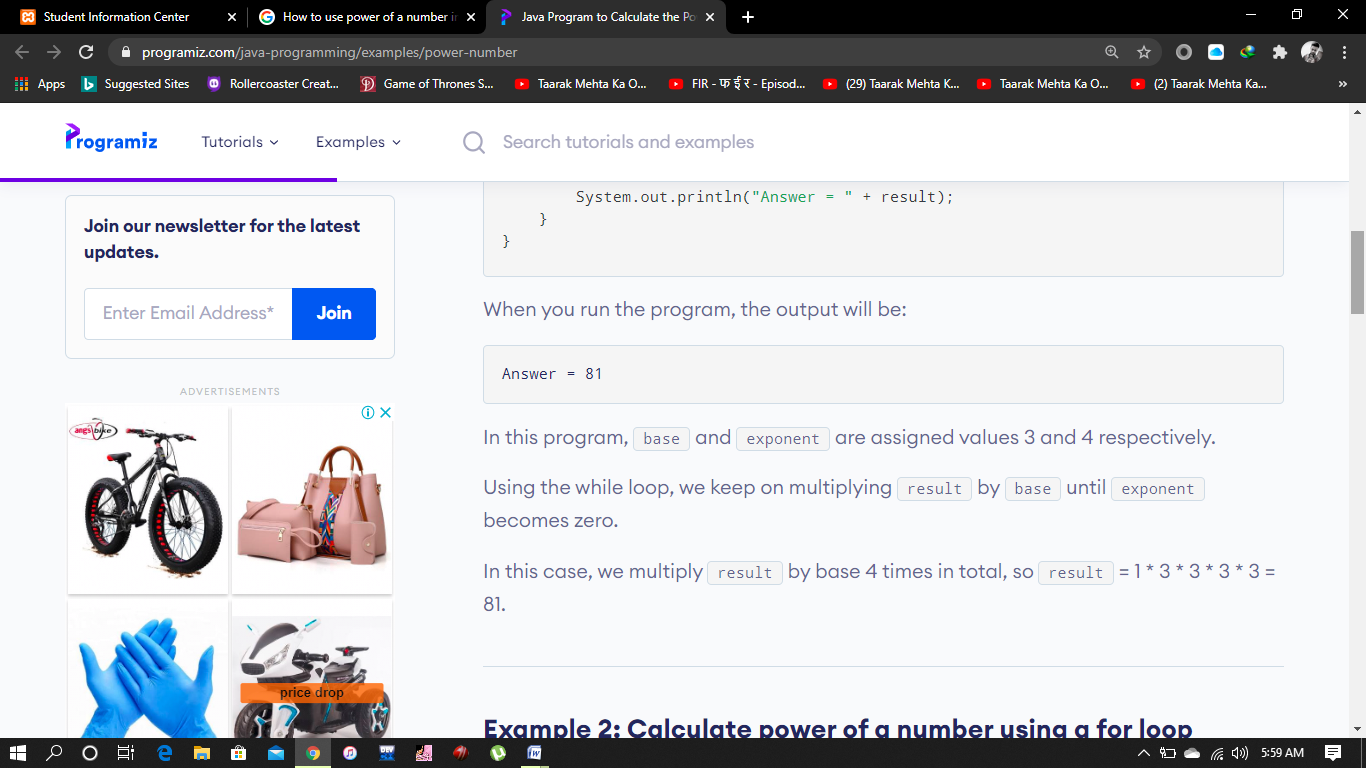 Student Information Center
How to use power of a number i
Java Program to Calculate the Po
programiz.com/java-programming/examples/power-number
Apps
Suggested Sites
Rollercoaster Creat...
Game of Thrones S...
Taarak Mehta Ka O...
FIR - फ ई र - Episod...
(29) Taarak Mehta K...
Taarak Mehta Ka O...
(2) Taarak Mehta Ka...
»
Programiz
Tutorials
Examples
Search tutorials and examples
Join our newsletter for the latest
updates.
Enter Email Address*
Join
ADVERTISEMENTS
angs bike
price drop
System.out.println("Answer = " + result);
}
}
When you run the program, the output will be:
Answer = 81
In this program, base and exponent are assigned values 3 and 4 respectively.
Using the while loop, we keep on multiplying result by base until exponent
becomes zero.
In this case, we multiply result by base 4 times in total, so result = 1 * 3 * 3 * 3 * 3 =
81.
Example 2: Calculate power of a number using a for loop
5:59 AM